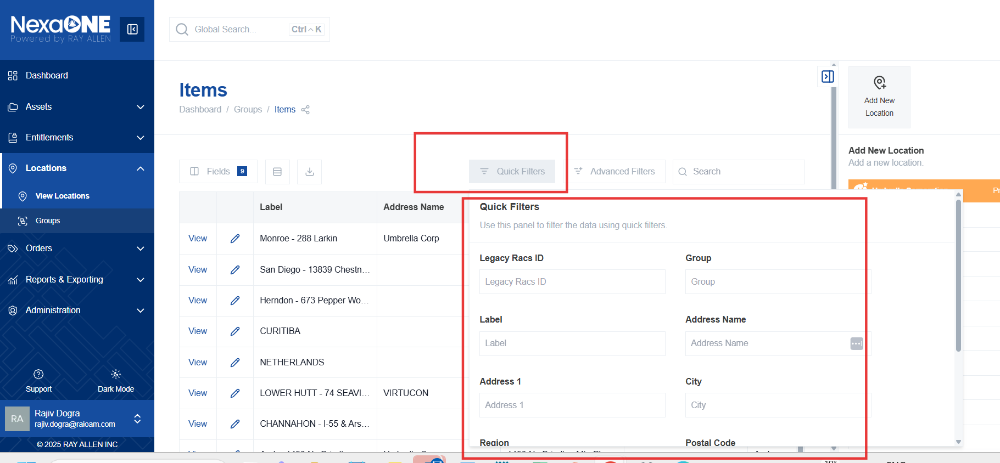 NexaONE
Powered by RAY ALLEN
Global Search...
Ctrl ^ K
Dashboard
Assets
Entitlements
Locations
View Locations
Groups
Orders
Reports & Exporting
Administration
Support
Dark Mode
RA
Rajiv Dogra
rajiv.dogra@raioam.com
© 2025 RAY ALLEN INC
Items
Dashboard / Groups / Items
Fields 9
Quick Filters
Advanced Filters
Search
Label
Address Name
View
Monroe - 288 Larkin
Umbrella Corp
View
San Diego - 13839 Chestn...
View
Herndon - 673 Pepper Wo...
View
CURITIBA
View
NETHERLANDS
View
LOWER HUTT - 74 SEAVI...
VIRTUCON
View
CHANNAHON - I-55 & Ars...
Quick Filters
Use this panel to filter the data using quick filters.
Legacy Racs ID
Group
Legacy Racs ID
Group
Label
Address Name
Label
Address Name
Address 1
City
Address 1
City
Region
Postal Code
Add New
Location
Add New Location
Add a new location.